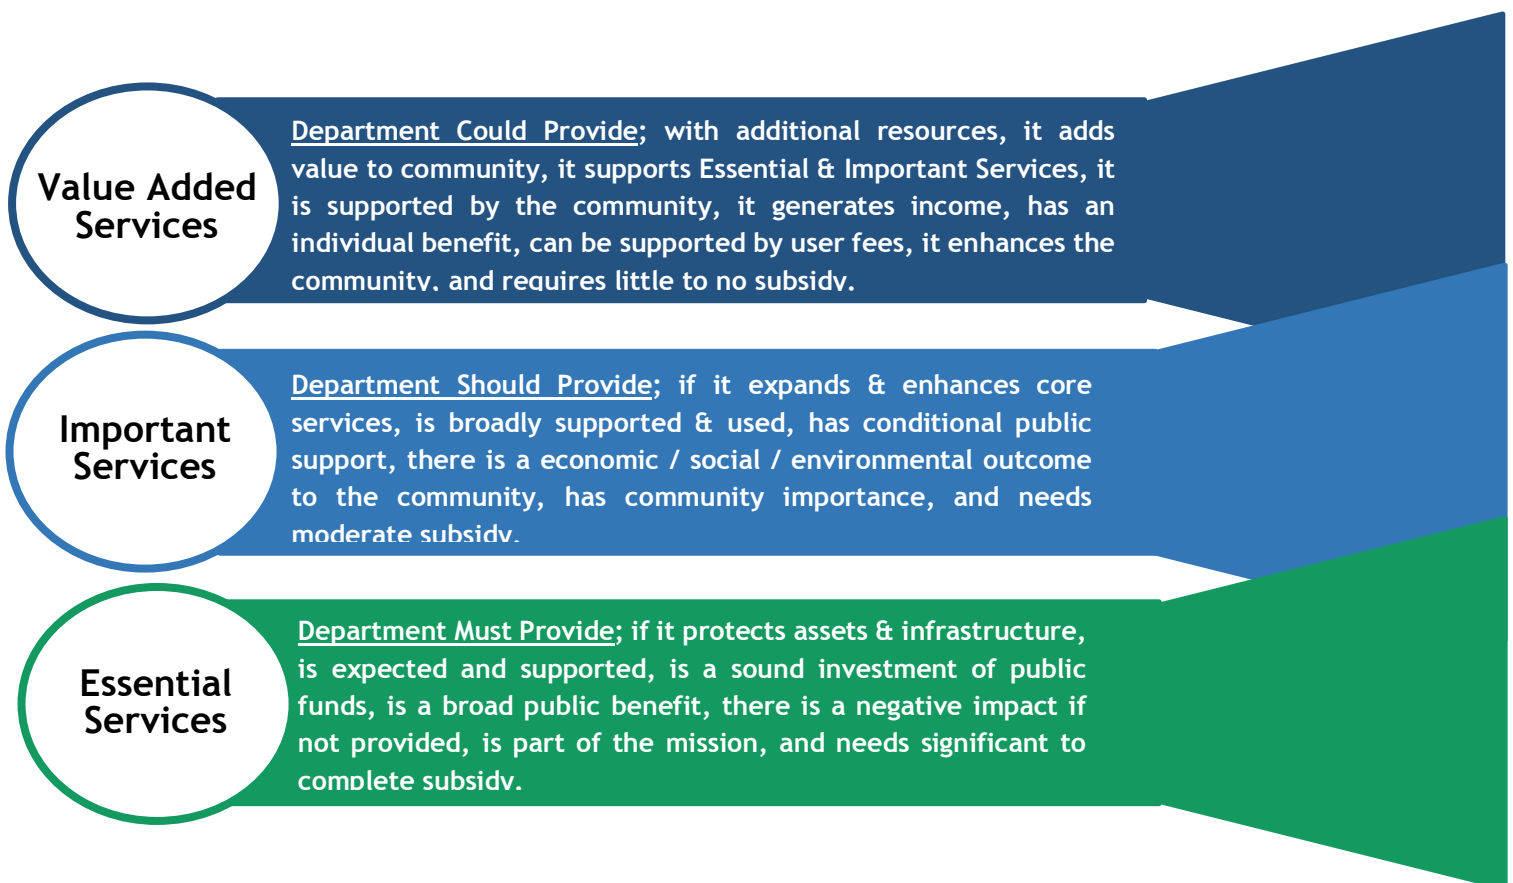 Value Added
Services
Department Could Provide; with additional resources, it adds
value to community, it supports Essential & Important Services, it
is supported by the community, it generates income, has an
individual benefit, can be supported by user fees, it enhances the
community, and requires little to no subsidy.
Important
Services
Department Should Provide; if it expands & enhances core
services, is broadly supported & used, has conditional public
support, there is a economic / social / environmental outcome
to the community, has community importance, and needs
moderate subsidy.
Essential
Services
Department Must Provide; if it protects assets & infrastructure,
is expected and supported, is a sound investment of public
funds, is a broad public benefit, there is a negative impact if
not provided, is part of the mission, and needs significant to
complete subsidy.